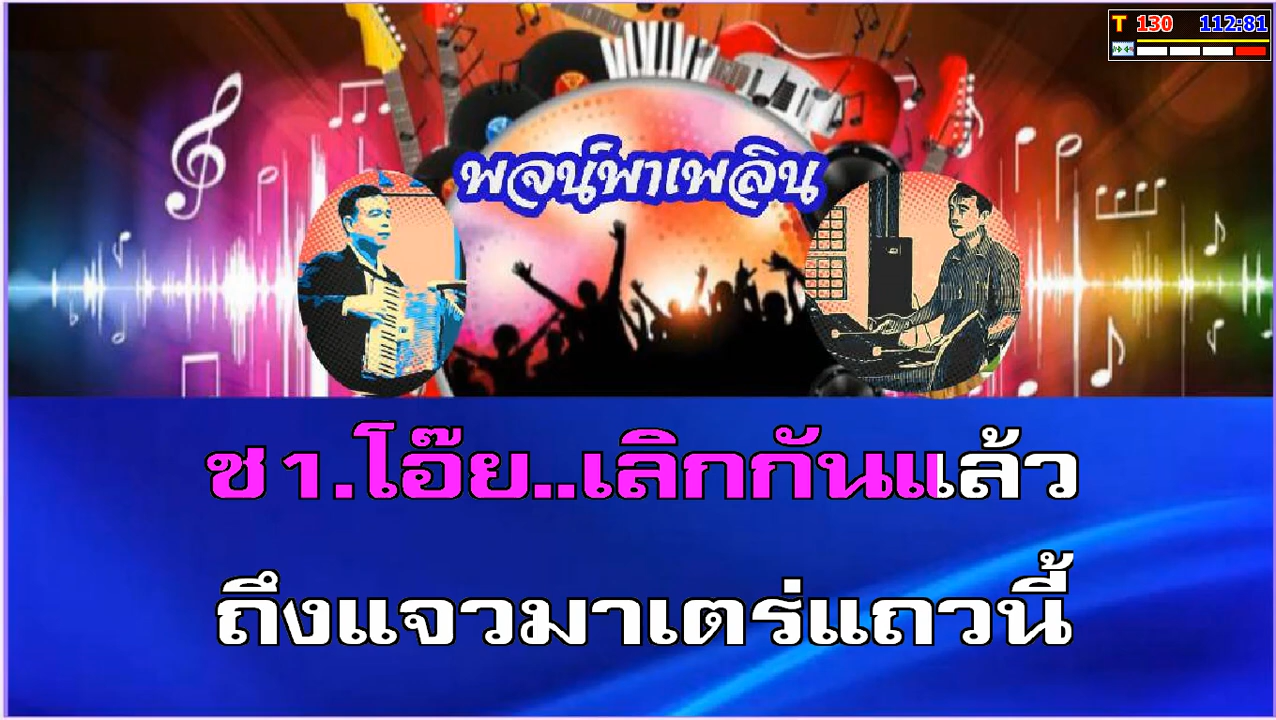 T 130 112:81
พจน์พาเพลิน
ช 1.โอ๊ย..เลิกกันแล้ว
ถึงแจวมาเตร่แถวนี้